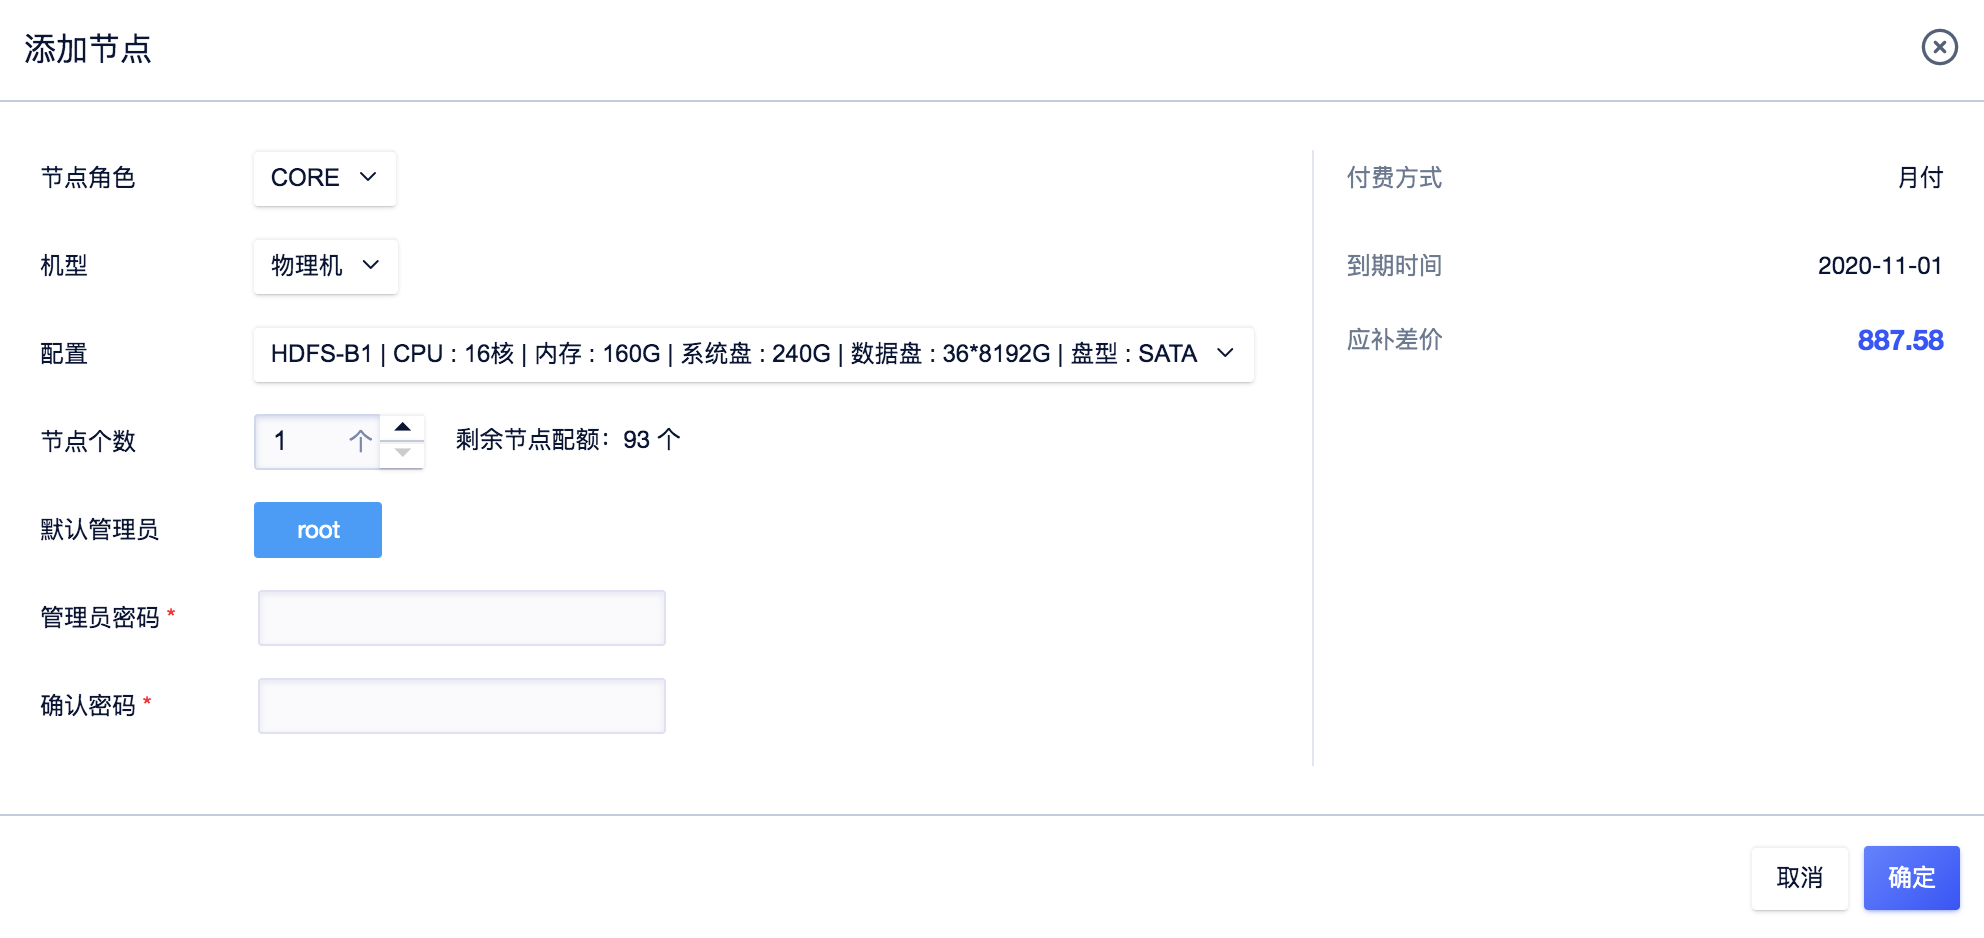 添加节点
节点角色 CORE
机型 物理机
配置 HDFS-B1 | CPU : 16核 | 内存 : 160G | 系统盘 : 240G | 数据盘 : 36*8192G | 盘型 : SATA
节点个数 1 个 剩余节点配额：93 个
默认管理员 root
管理员密码 *
确认密码 *
付费方式 月付
到期时间 2020-11-01
应补差价 887.58
取消 确定